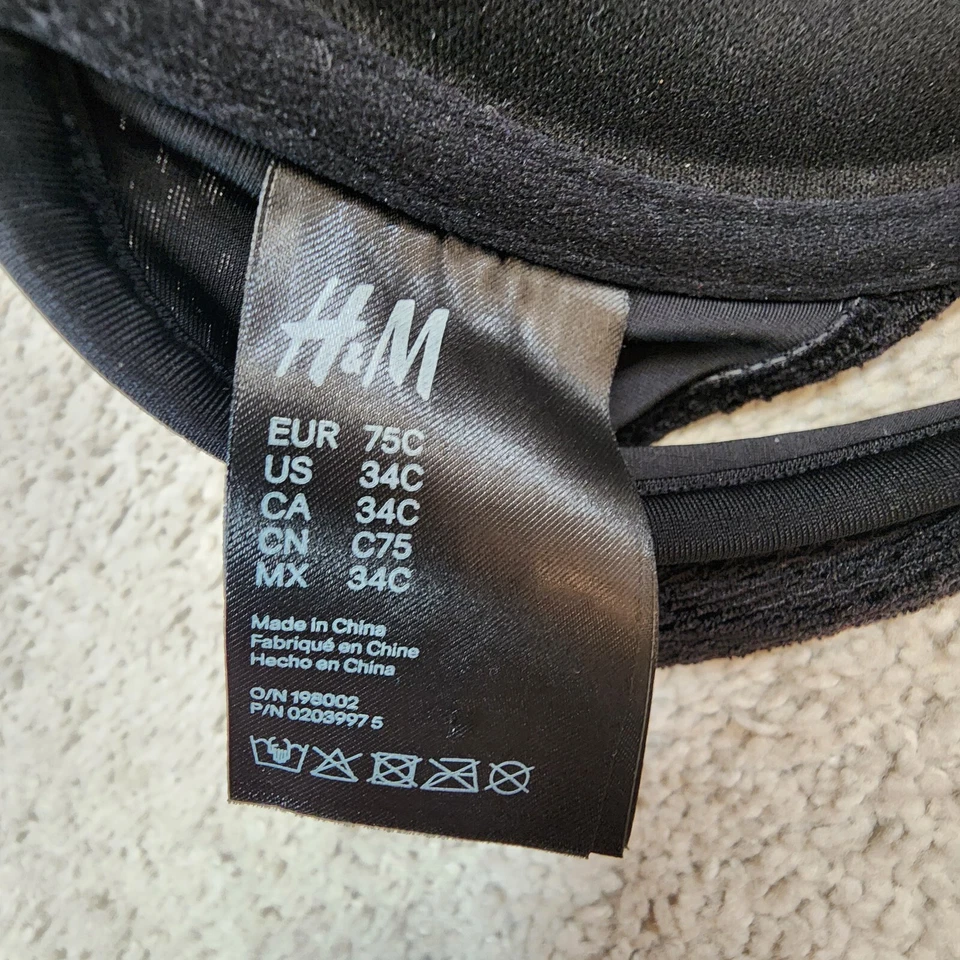 H&M
EUR 75C
US 34C
CA 34C
CN C75
MX 34C
Made in China
Fabriqué en Chine
Hecho en China
O/N 198002
P/N 0203997 5